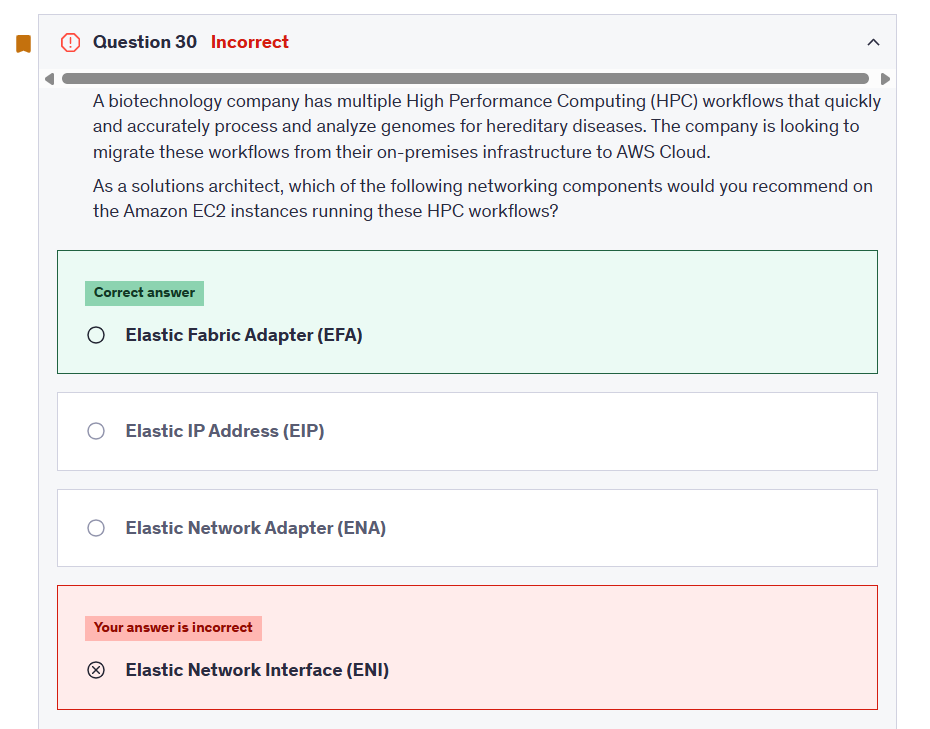 Question 30 Incorrect
A biotechnology company has multiple High Performance Computing (HPC) workflows that quickly
and accurately process and analyze genomes for hereditary diseases. The company is looking to
migrate these workflows from their on-premises infrastructure to AWS Cloud.
As a solutions architect, which of the following networking components would you recommend on
the Amazon EC2 instances running these HPC workflows?
Correct answer
Elastic Fabric Adapter (EFA)
Elastic IP Address (EIP)
Elastic Network Adapter (ENA)
Your answer is incorrect
Elastic Network Interface (ENI)